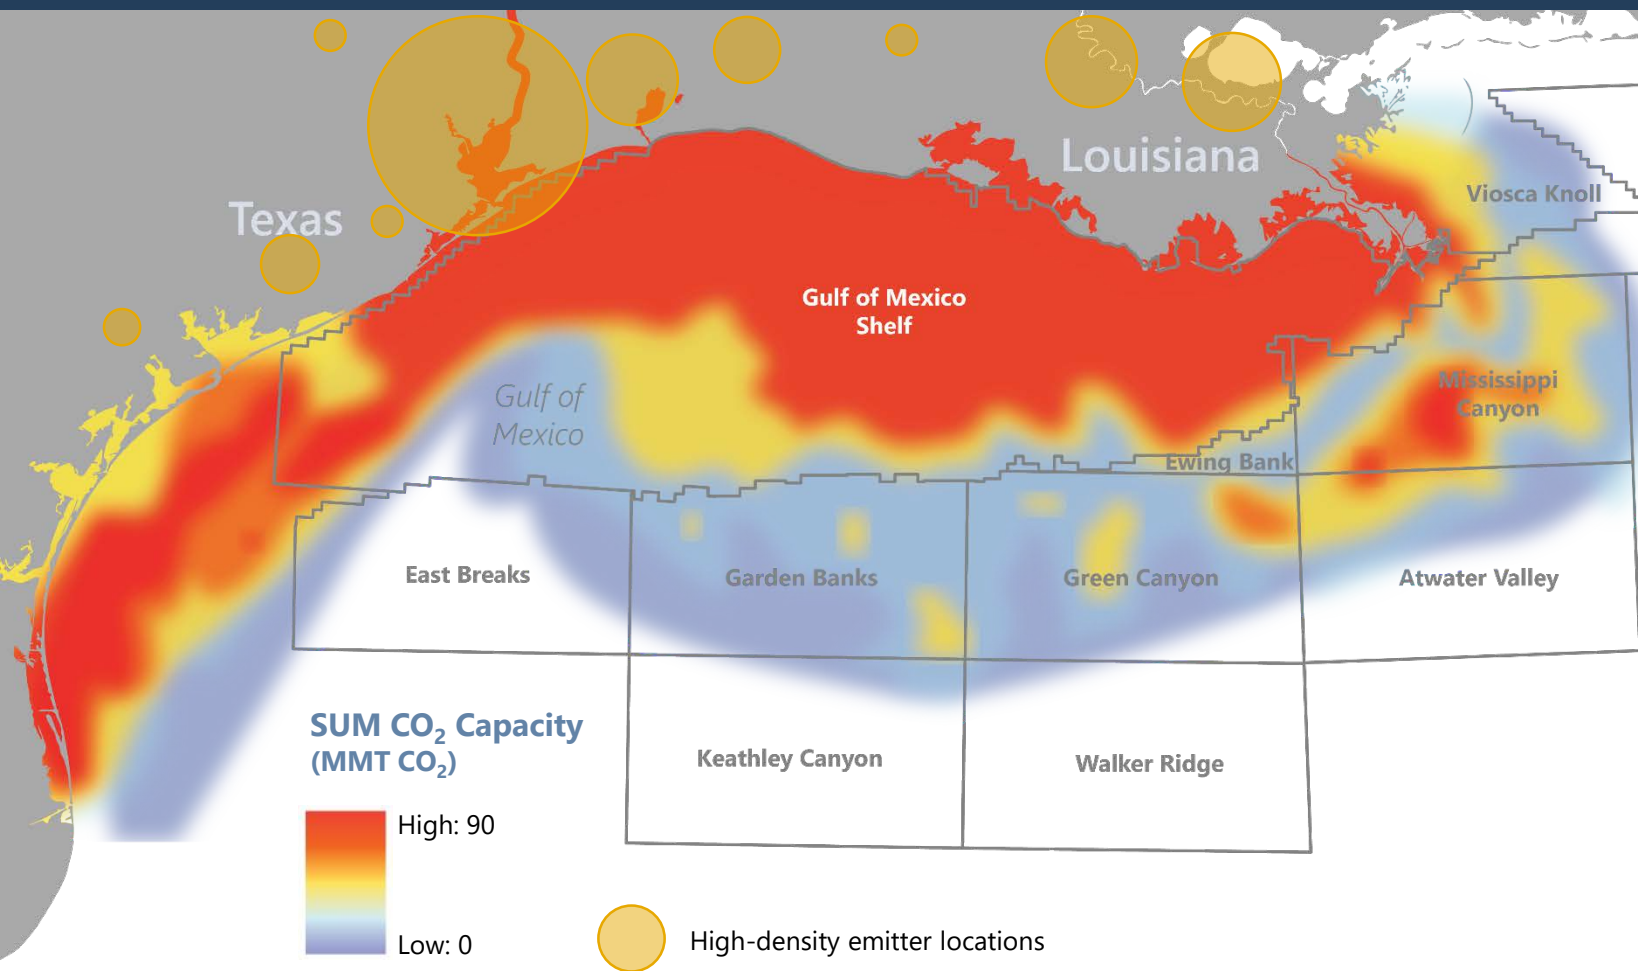 Louisiana
Viosca Knoll
Texas
Gulf of Mexico
Shelf
Gulf of
Mexico
Mississippi
Canyon
Ewing Bank
East Breaks
Garden Banks
Green Canyon
Atwater Valley
Keathley Canyon
Walker Ridge
SUM CO₂ Capacity
(MMT CO₂)
High: 90
Low: 0
High-density emitter locations